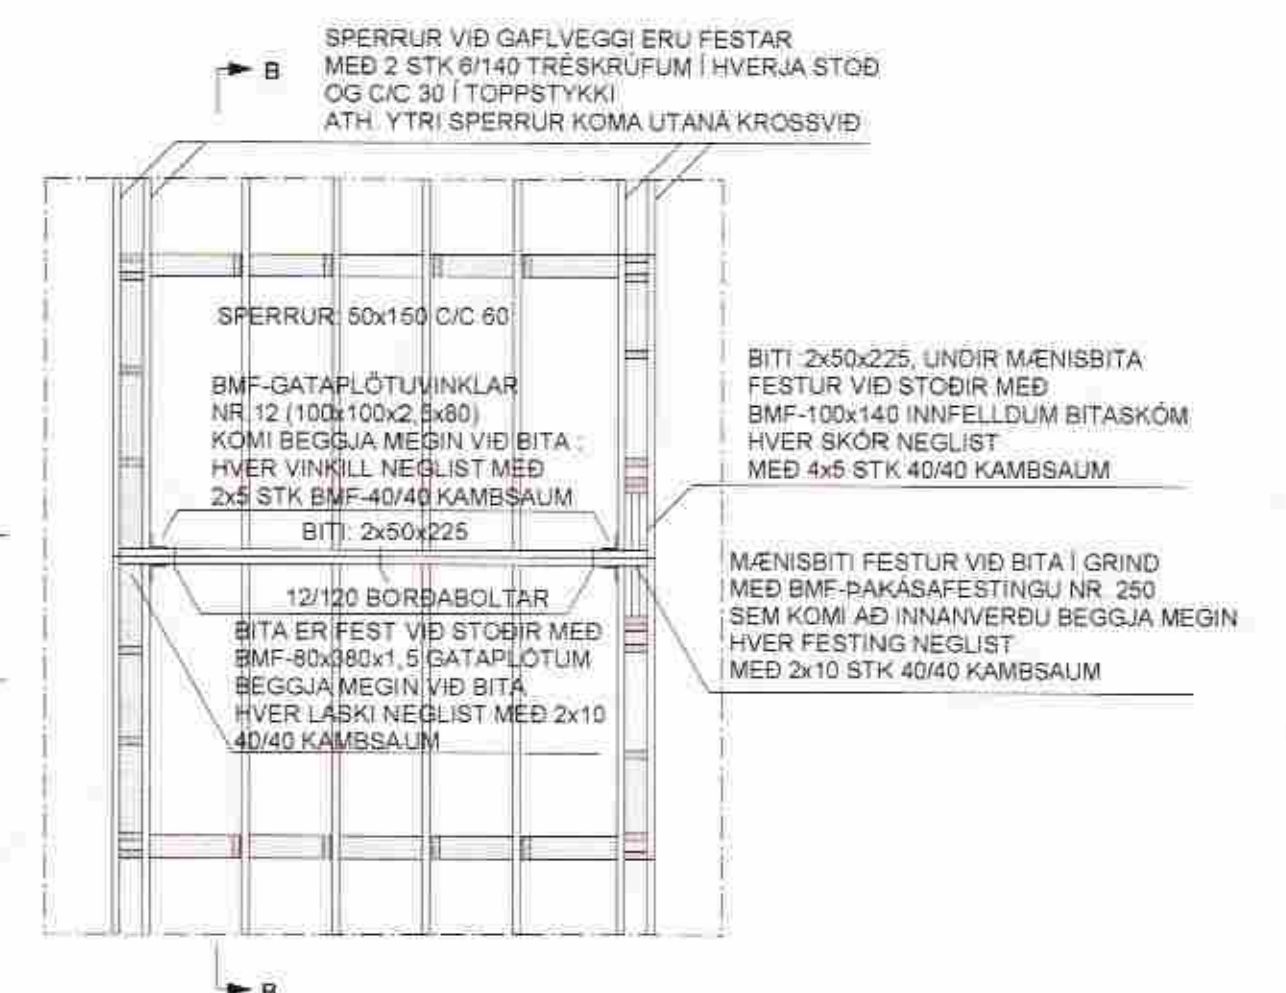 SPERRUR VIÐ GAFLVEGGI ERU FESTAR
MEÐ 2 STK 6/140 TRÉSKRÚFUM Í HVERJA STOÐ
OG C/C 30 Í TOPPSTYKKI
ATH. YTRI SPERRUR KOMA UTANÁ KROSSVIÐ
B
SPERRUR: 50x150 C/C 60
BMF-GATAPLÖTUVINKLAR
NR. 12 (100x100x2,5x80)
KOMI BEGGJA MEGIN VIÐ BITA :
HVER VINKILL NEGLIST MEÐ
2x5 STK BMF-40/40 KAMBSAUM
BITI: 2x50x225
12/120 BORÐABOLTAR
BITA ER FEST VIÐ STOÐIR MEÐ
BMF-80x380x1,5 GATAPLÖTUM
BEGGJA MEGIN VIÐ BITA
HVER LASKI NEGLIST MEÐ 2x10
40/40 KAMBSAUM
BITI :2x50x225, UNDIR MÆNISBITA
FESTUR VIÐ STOÐIR MEÐ
BMF-100x140 INNFELLDUM BITASKÓM
HVER SKÓR NEGLIST
MEÐ 4x5 STK 40/40 KAMBSAUM
MÆNISBITI FESTUR VIÐ BITA Í GRIND
MEÐ BMF-ÞAKÁSAFESTINGU NR. 250
SEM KOMI AÐ INNANVERÐU BEGGJA MEGIN
HVER FESTING NEGLIST
MEÐ 2x10 STK 40/40 KAMBSAUM
B